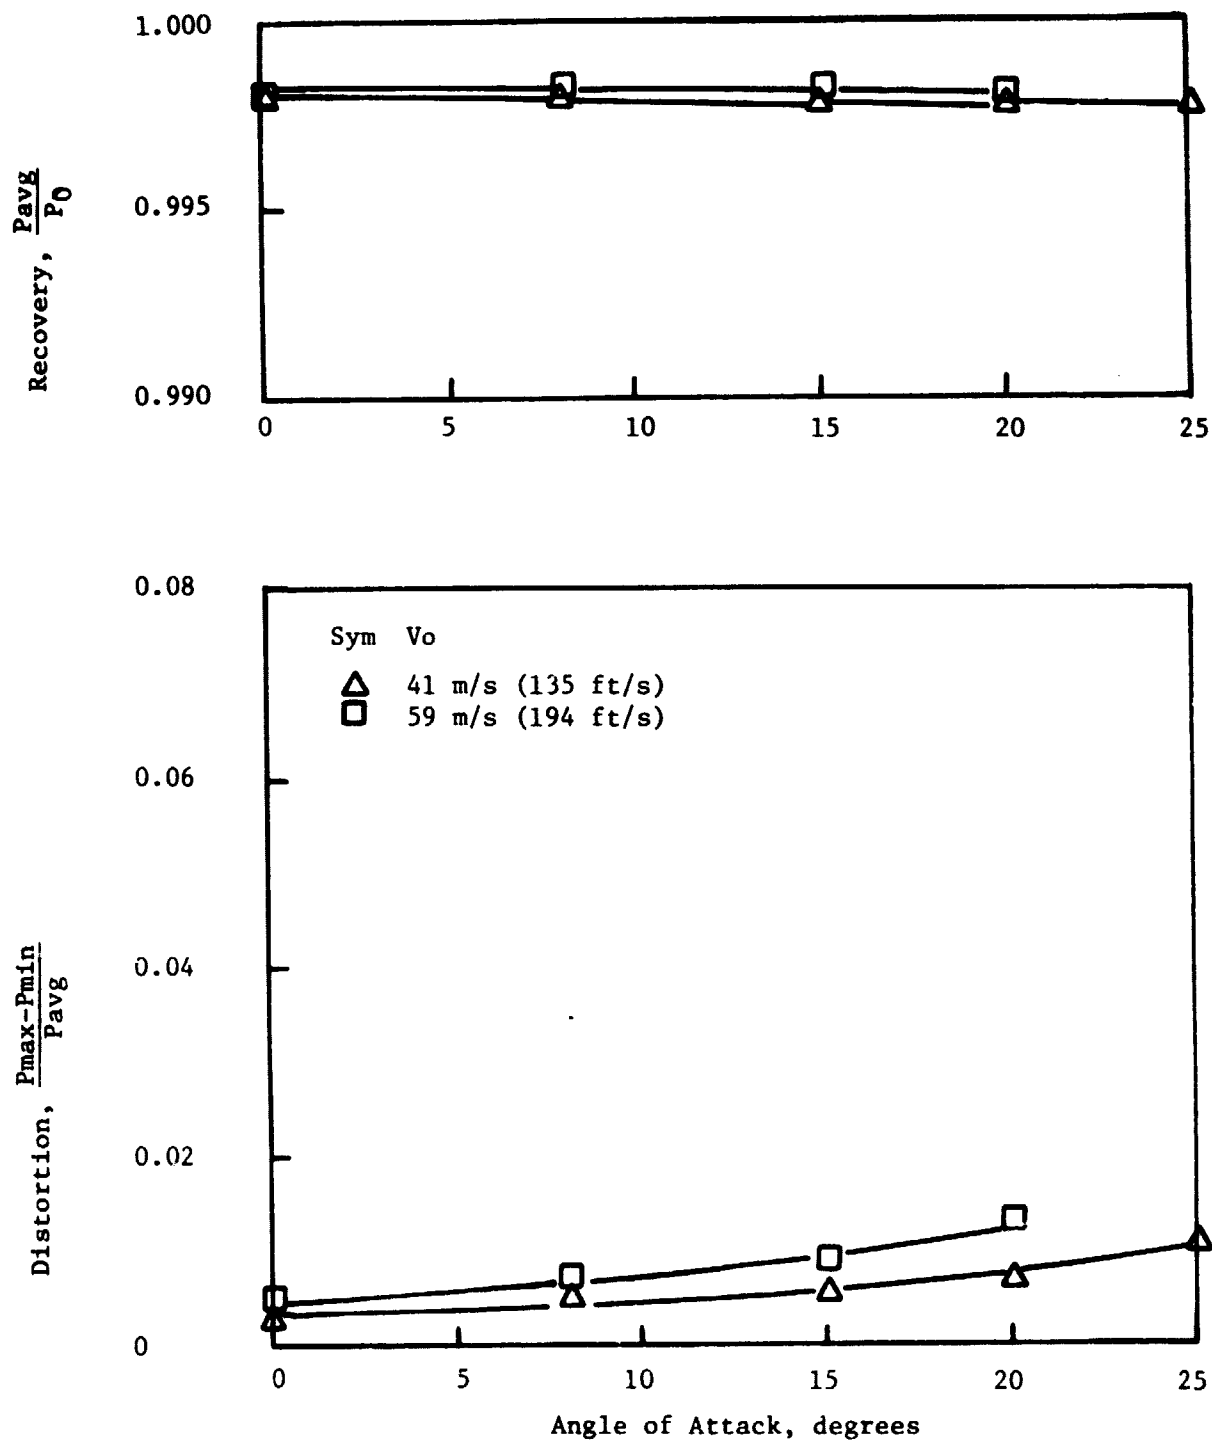 1.000
0.995
0.990
Recovery, Pavg
P0
0 5 10 15 20 25
0.08
0.06
0.04
0.02
0
Sym Vo
41 m/s (135 ft/s)
59 m/s (194 ft/s)
Distortion, Pmax-Pmin
Pavg
0 5 10 15 20 25
Angle of Attack, degrees